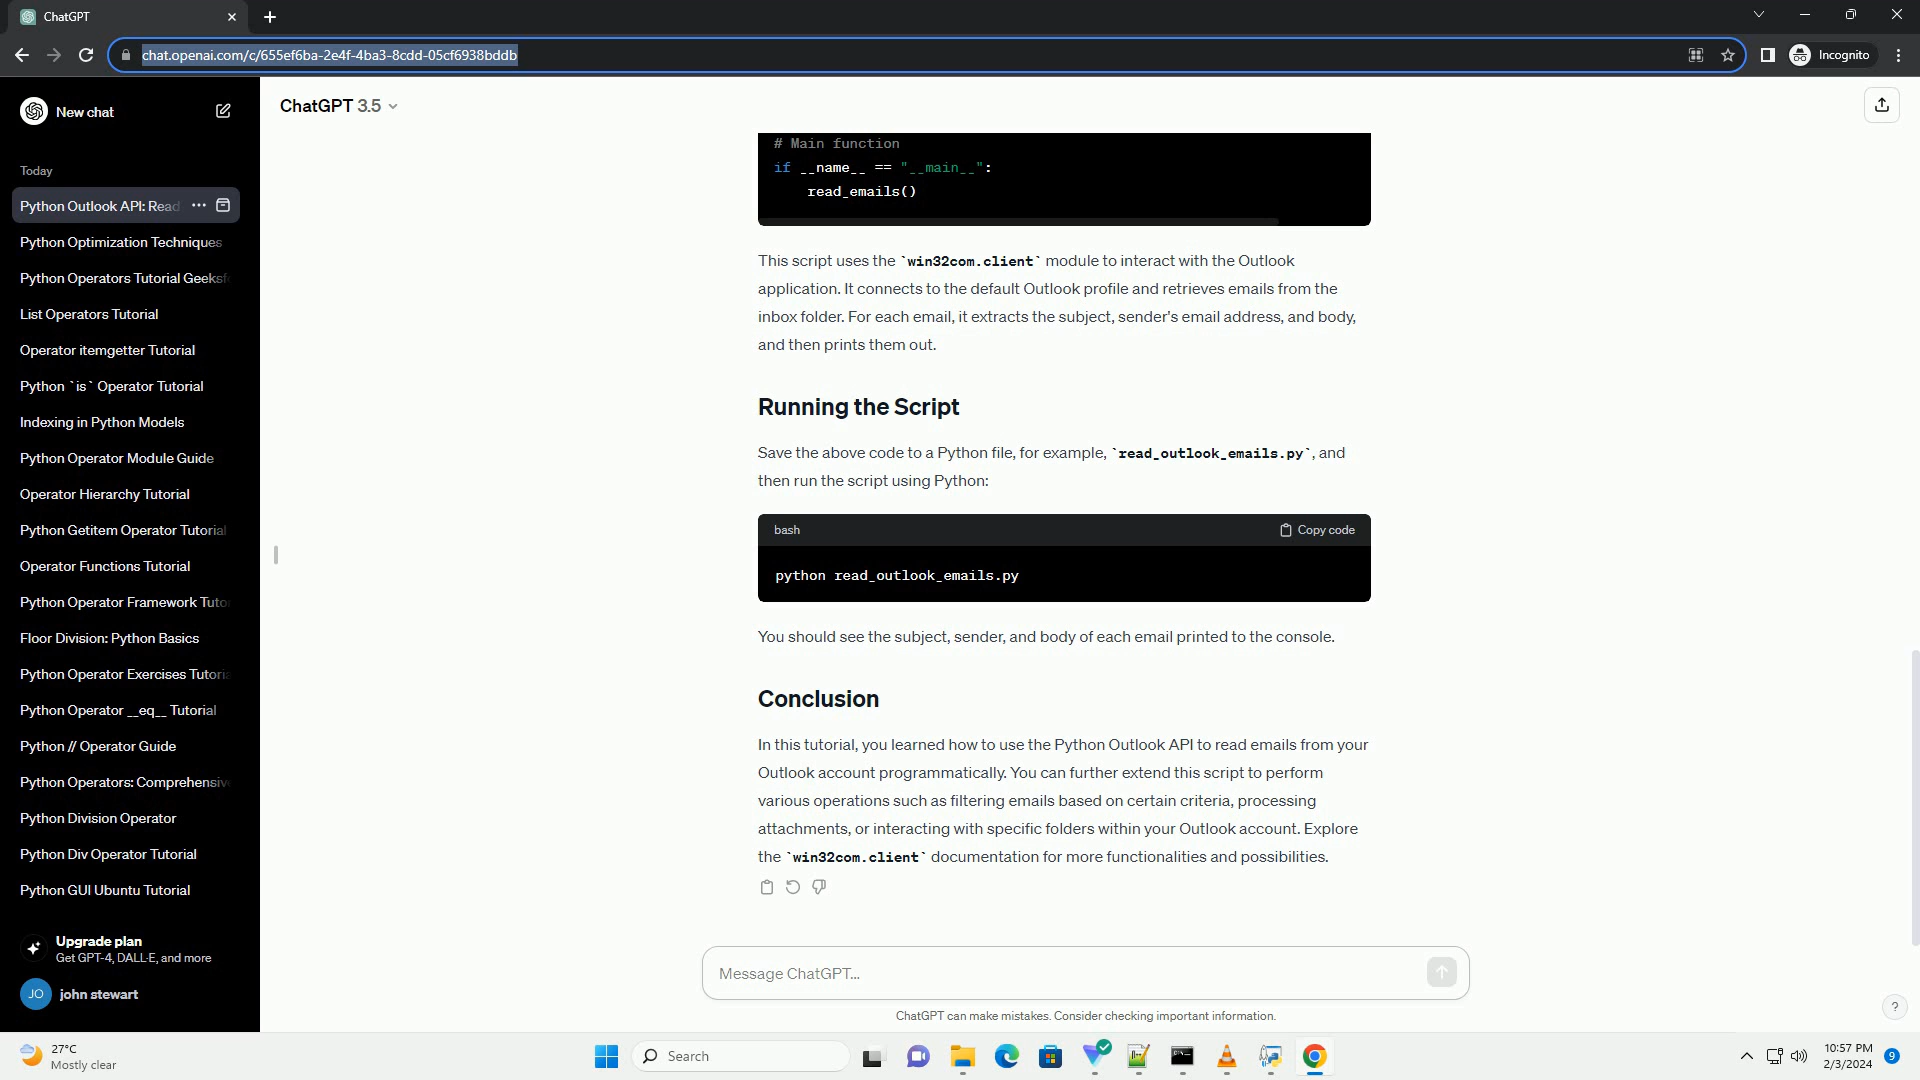 ChatGPT
chat.openai.com/c/655ef6ba-2e4f-4ba3-8cdd-05cf6938bddb
Incognito
New chat
Today
Python Outlook API: Read
Python Optimization Techniques
Python Operators Tutorial Geeksf
List Operators Tutorial
Operator itemgetter Tutorial
Python `is` Operator Tutorial
Indexing in Python Models
Python Operator Module Guide
Operator Hierarchy Tutorial
Python Getitem Operator Tutorial
Operator Functions Tutorial
Python Operator Framework Tuto
Floor Division: Python Basics
Python Operator Exercises Tutoria
Python Operator __eq__ Tutorial
Python // Operator Guide
Python Operators: Comprehensive
Python Division Operator
Python Div Operator Tutorial
Python GUI Ubuntu Tutorial
Upgrade plan
Get GPT-4, DALL·E, and more
JO john stewart
ChatGPT 3.5
# Main function
if __name__ == "__main__":
read_emails()
This script uses the `win32com.client` module to interact with the Outlook
application. It connects to the default Outlook profile and retrieves emails from the
inbox folder. For each email, it extracts the subject, sender's email address, and body,
and then prints them out.
Running the Script
Save the above code to a Python file, for example, `read_outlook_emails.py`, and
then run the script using Python:
bash Copy code
python read_outlook_emails.py
You should see the subject, sender, and body of each email printed to the console.
Conclusion
In this tutorial, you learned how to use the Python Outlook API to read emails from your
Outlook account programmatically. You can further extend this script to perform
various operations such as filtering emails based on certain criteria, processing
attachments, or interacting with specific folders within your Outlook account. Explore
the `win32com.client` documentation for more functionalities and possibilities.
Message ChatGPT...
ChatGPT can make mistakes. Consider checking important information.
?
27°C
Mostly clear
Search
10:57 PM
2/3/2024
9